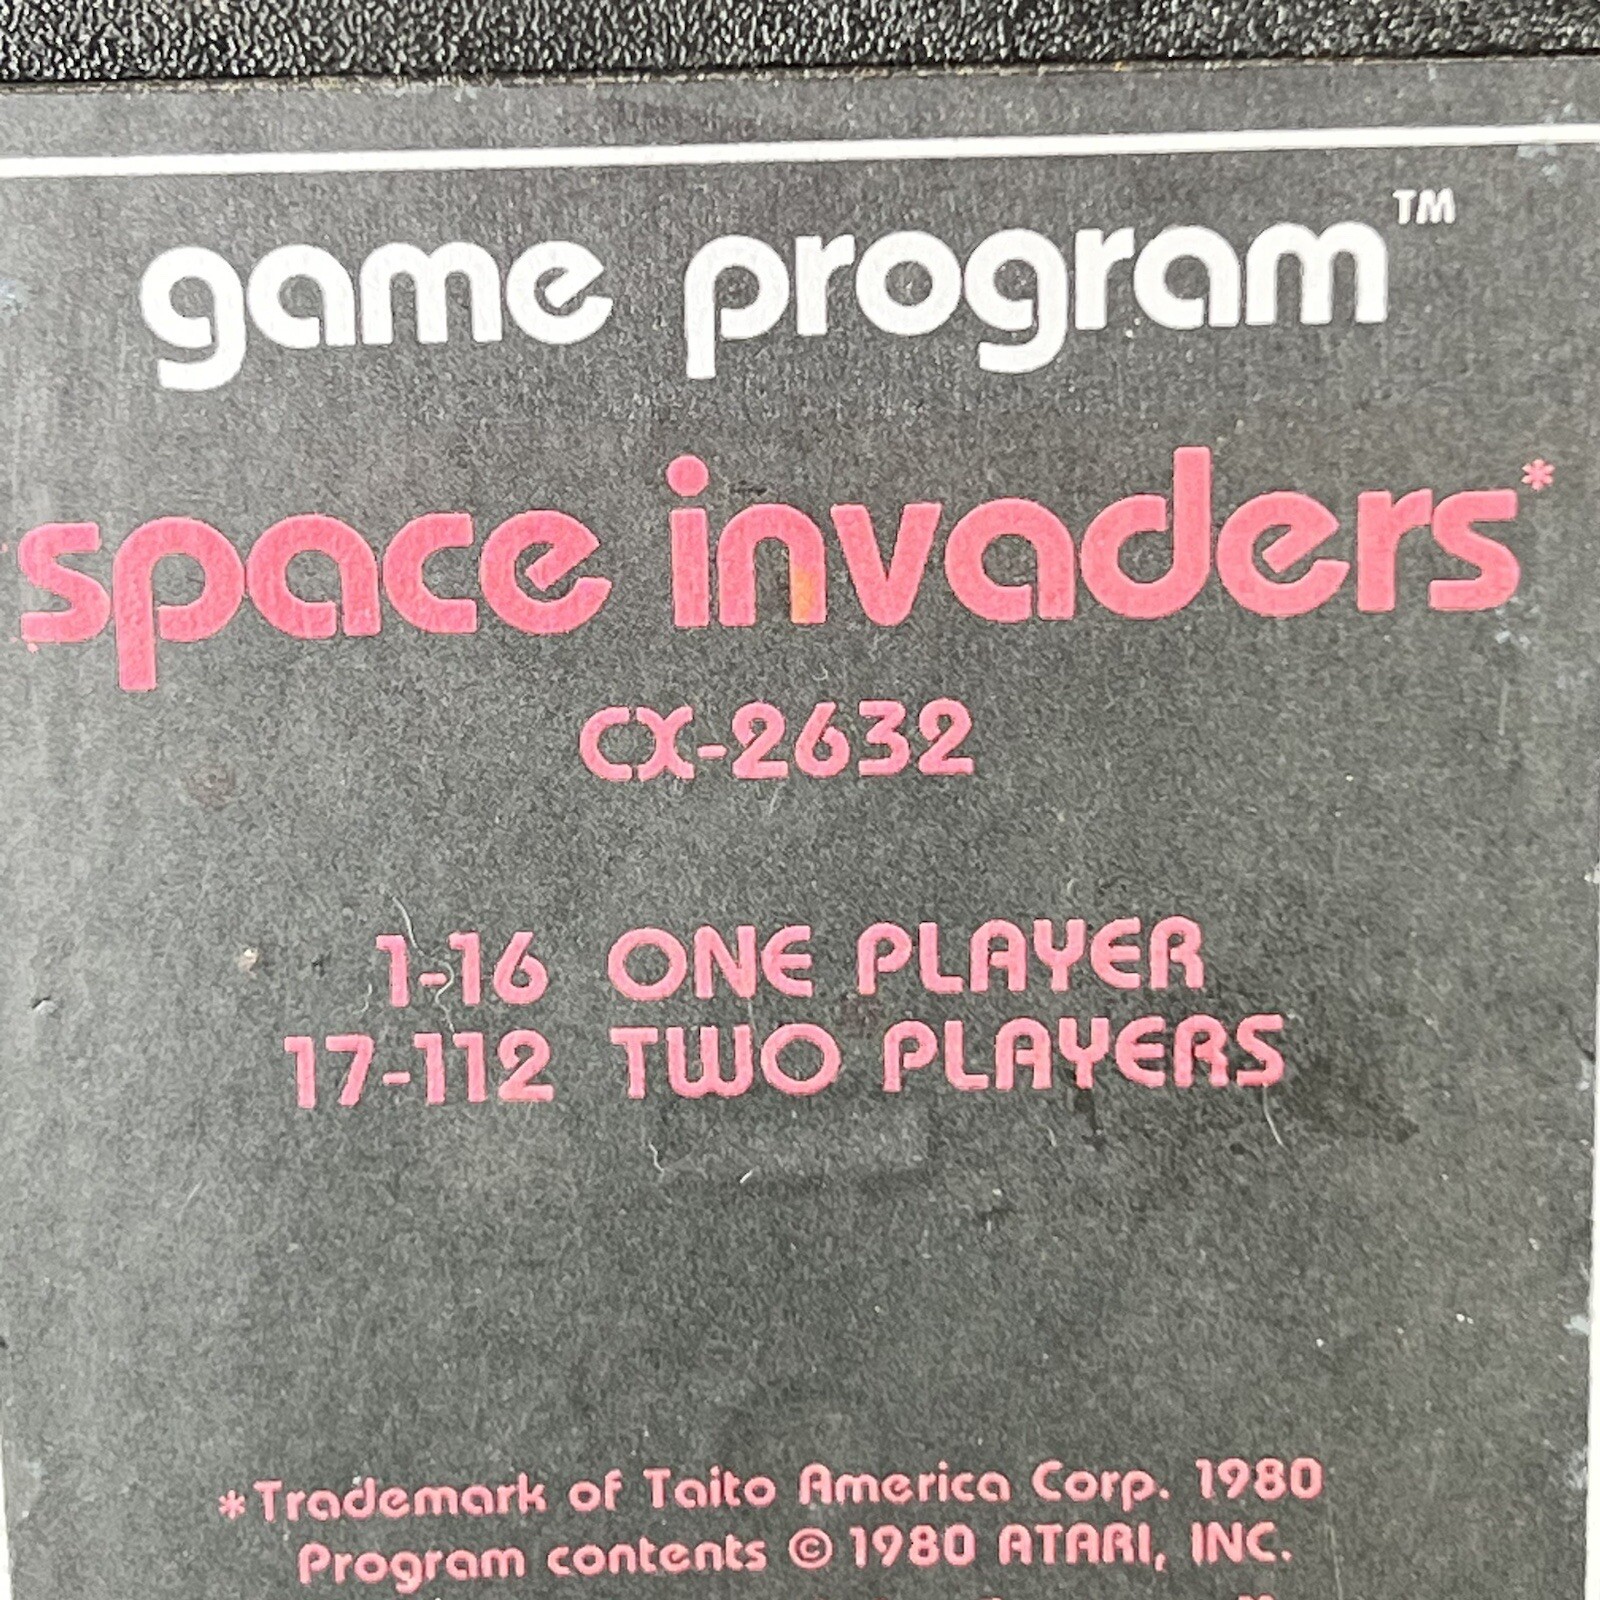 game program™
space invaders*
CX-2632
1-16 ONE PLAYER
17-112 TWO PLAYERS
*Trademark of Taito America Corp. 1980
Program contents © 1980 ATARI, INC.